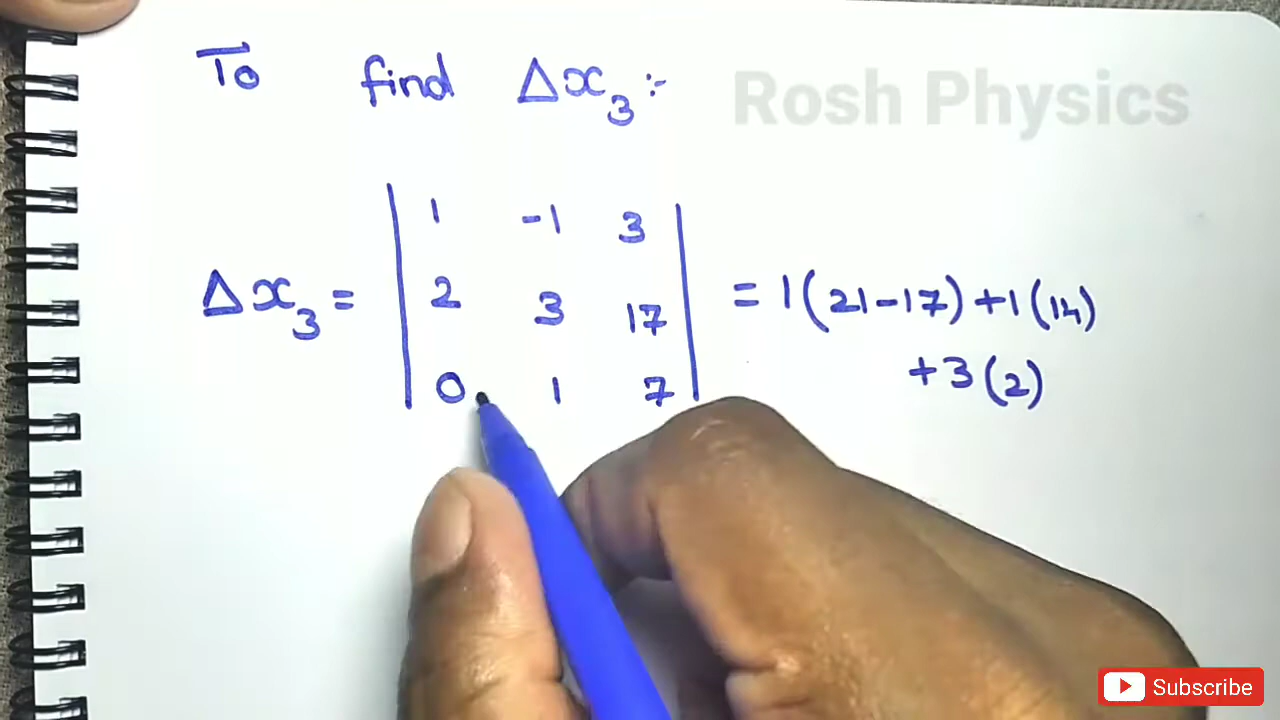 To find Δx₃ :-
Rosh Physics
1 -1 3
Δx₃ = 2 3 17 = 1(21-17)+1(14)
0 1 7 +3(2)
Subscribe